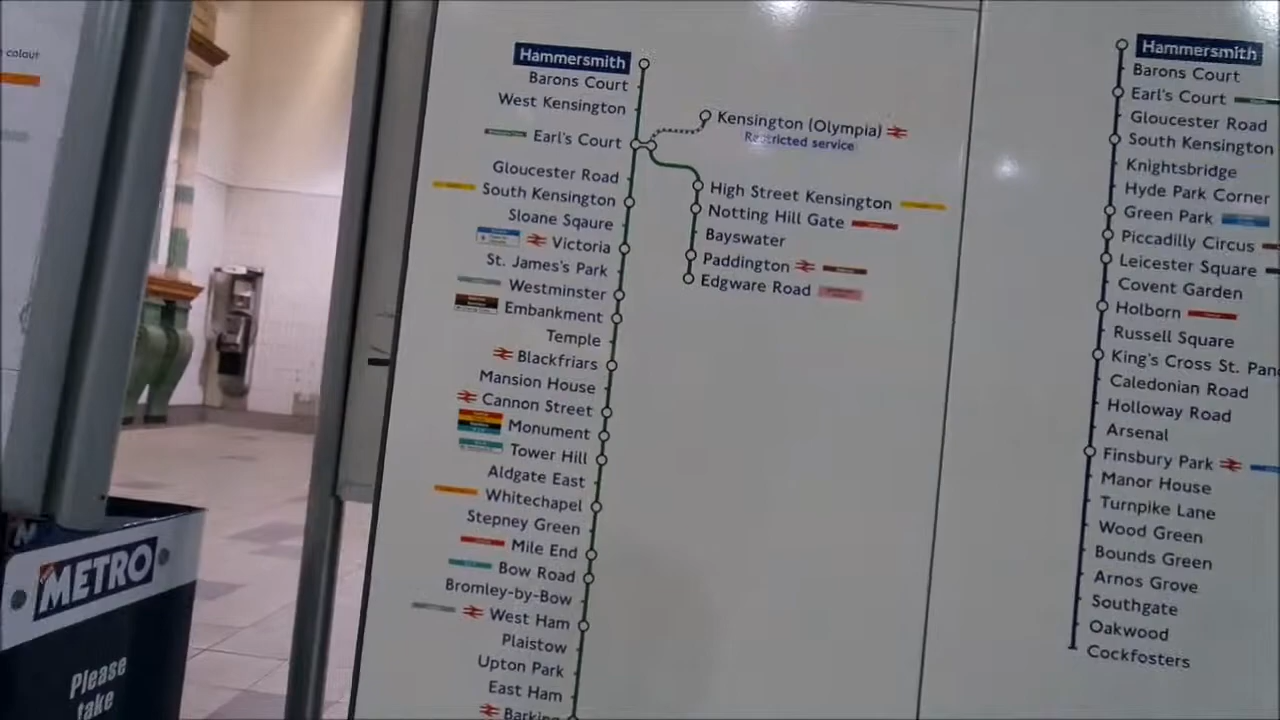 colour
Hammersmith
Barons Court
West Kensington
Earl's Court
Kensington (Olympia)
Restricted service
Gloucester Road
South Kensington
High Street Kensington
Sloane Sqaure
Notting Hill Gate
Victoria
Bayswater
St. James's Park
Paddington
Westminster
Edgware Road
Embankment
Temple
Blackfriars
Mansion House
Cannon Street
Monument
Tower Hill
Aldgate East
Whitechapel
Stepney Green
Mile End
Bow Road
Bromley-by-Bow
West Ham
Plaistow
Upton Park
East Ham
Barking
Hammersmith
Barons Court
Earl's Court
Gloucester Road
South Kensington
Knightsbridge
Hyde Park Corner
Green Park
Piccadilly Circus
Leicester Square
Covent Garden
Holborn
Russell Square
King's Cross St. Pan
Caledonian Road
Holloway Road
Arsenal
Finsbury Park
Manor House
Turnpike Lane
Wood Green
Bounds Green
Arnos Grove
Southgate
Oakwood
Cockfosters
METRO
Please
take